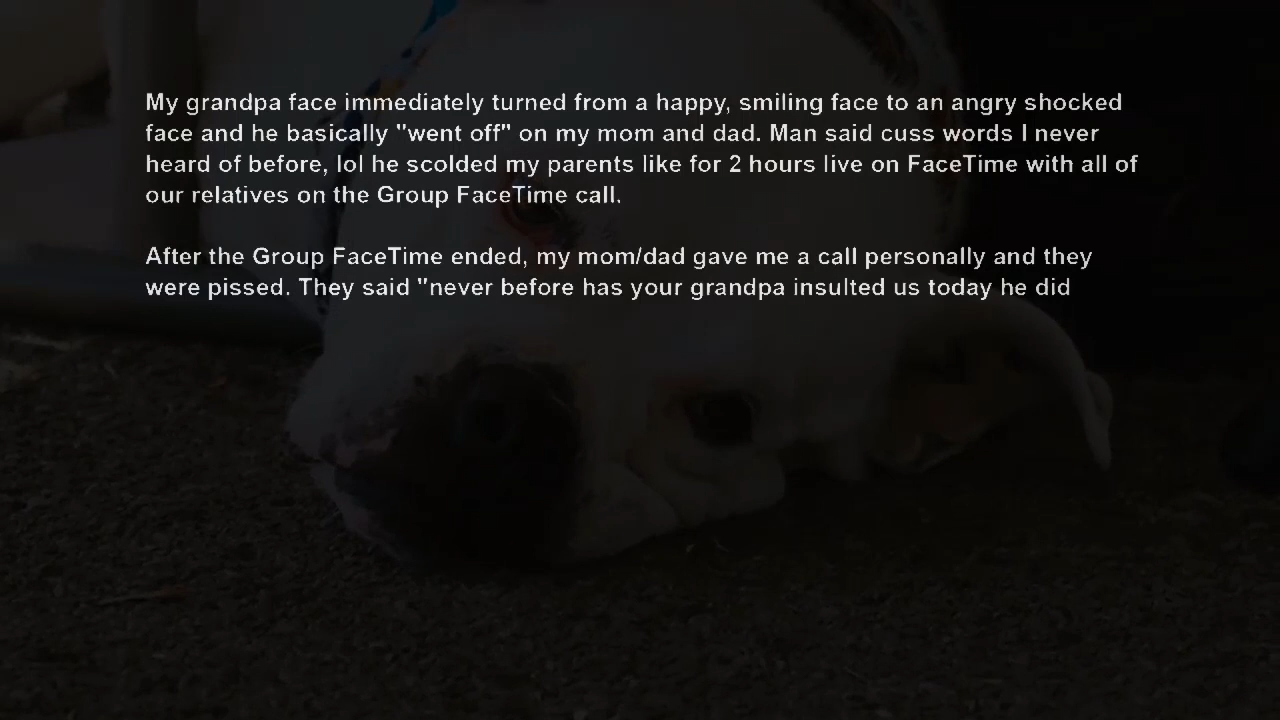 My grandpa face immediately turned from a happy, smiling face to an angry shocked
face and he basically "went off" on my mom and dad. Man said cuss words I never
heard of before, lol he scolded my parents like for 2 hours live on FaceTime with all of
our relatives on the Group FaceTime call.
After the Group FaceTime ended, my mom/dad gave me a call personally and they
were pissed. They said "never before has your grandpa insulted us today he did